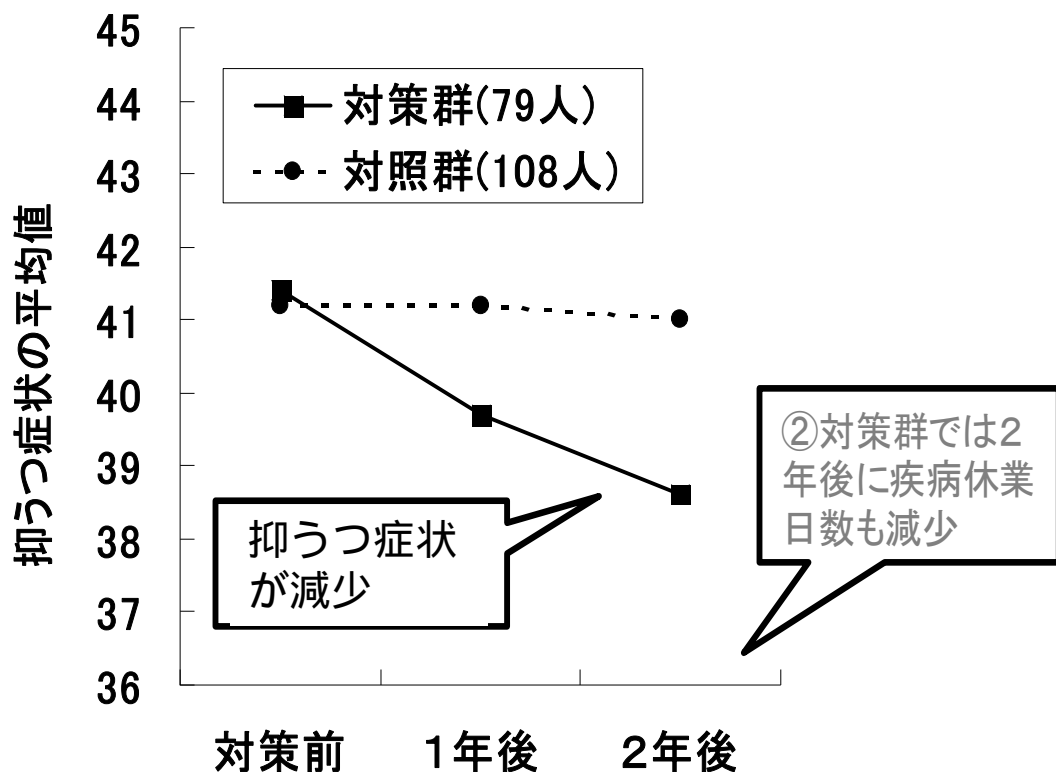 45
44
43
42
41
40
39
38
37
36
抑うつ症状の平均値
対策群(79人)
対照群(108人)
抑うつ症状
が減少
②対策群では2
年後に疾病休業
日数も減少
対策前 1年後 2年後